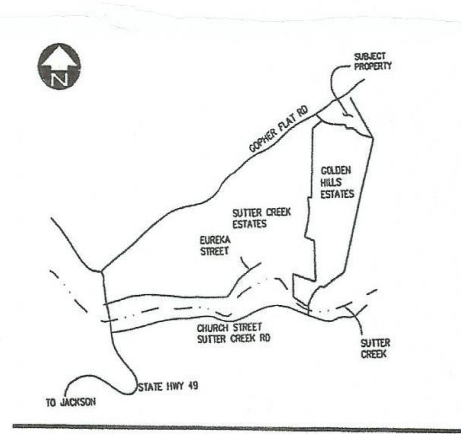 N
SUBJECT
PROPERTY
GOPHER FLAT RD
GOLDEN
HILLS
ESTATES
SUTTER CREEK
ESTATES
EUREKA
STREET
CHURCH STREET
SUTTER CREEK RD
SUTTER
CREEK
STATE HWY 49
TO JACKSON